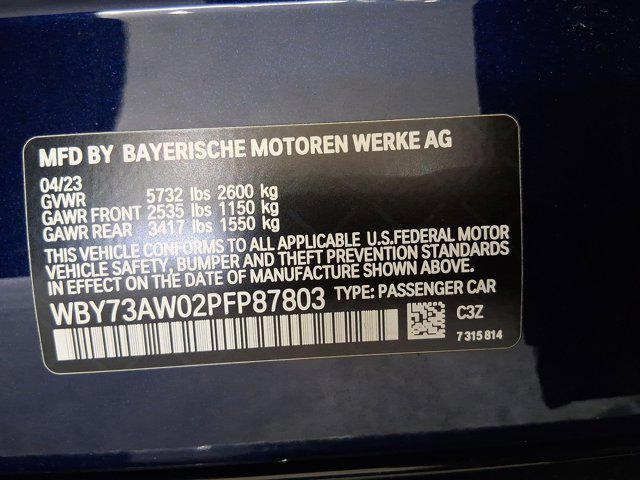 MFD BY BAYERISCHE MOTOREN WERKE AG
04/23
GVWR 5732 lbs 2600 kg
GAWR FRONT 2535 lbs 1150 kg
GAWR REAR 3417 lbs 1550 kg
THIS VEHICLE CONFORMS TO ALL APPLICABLE U.S.FEDERAL MOTOR
VEHICLE SAFETY, BUMPER AND THEFT PREVENTION STANDARDS
IN EFFECT ON THE DATE OF MANUFACTURE SHOWN ABOVE.
WBY73AW02PFP87803 TYPE: PASSENGER CAR
C3Z
7 315 814